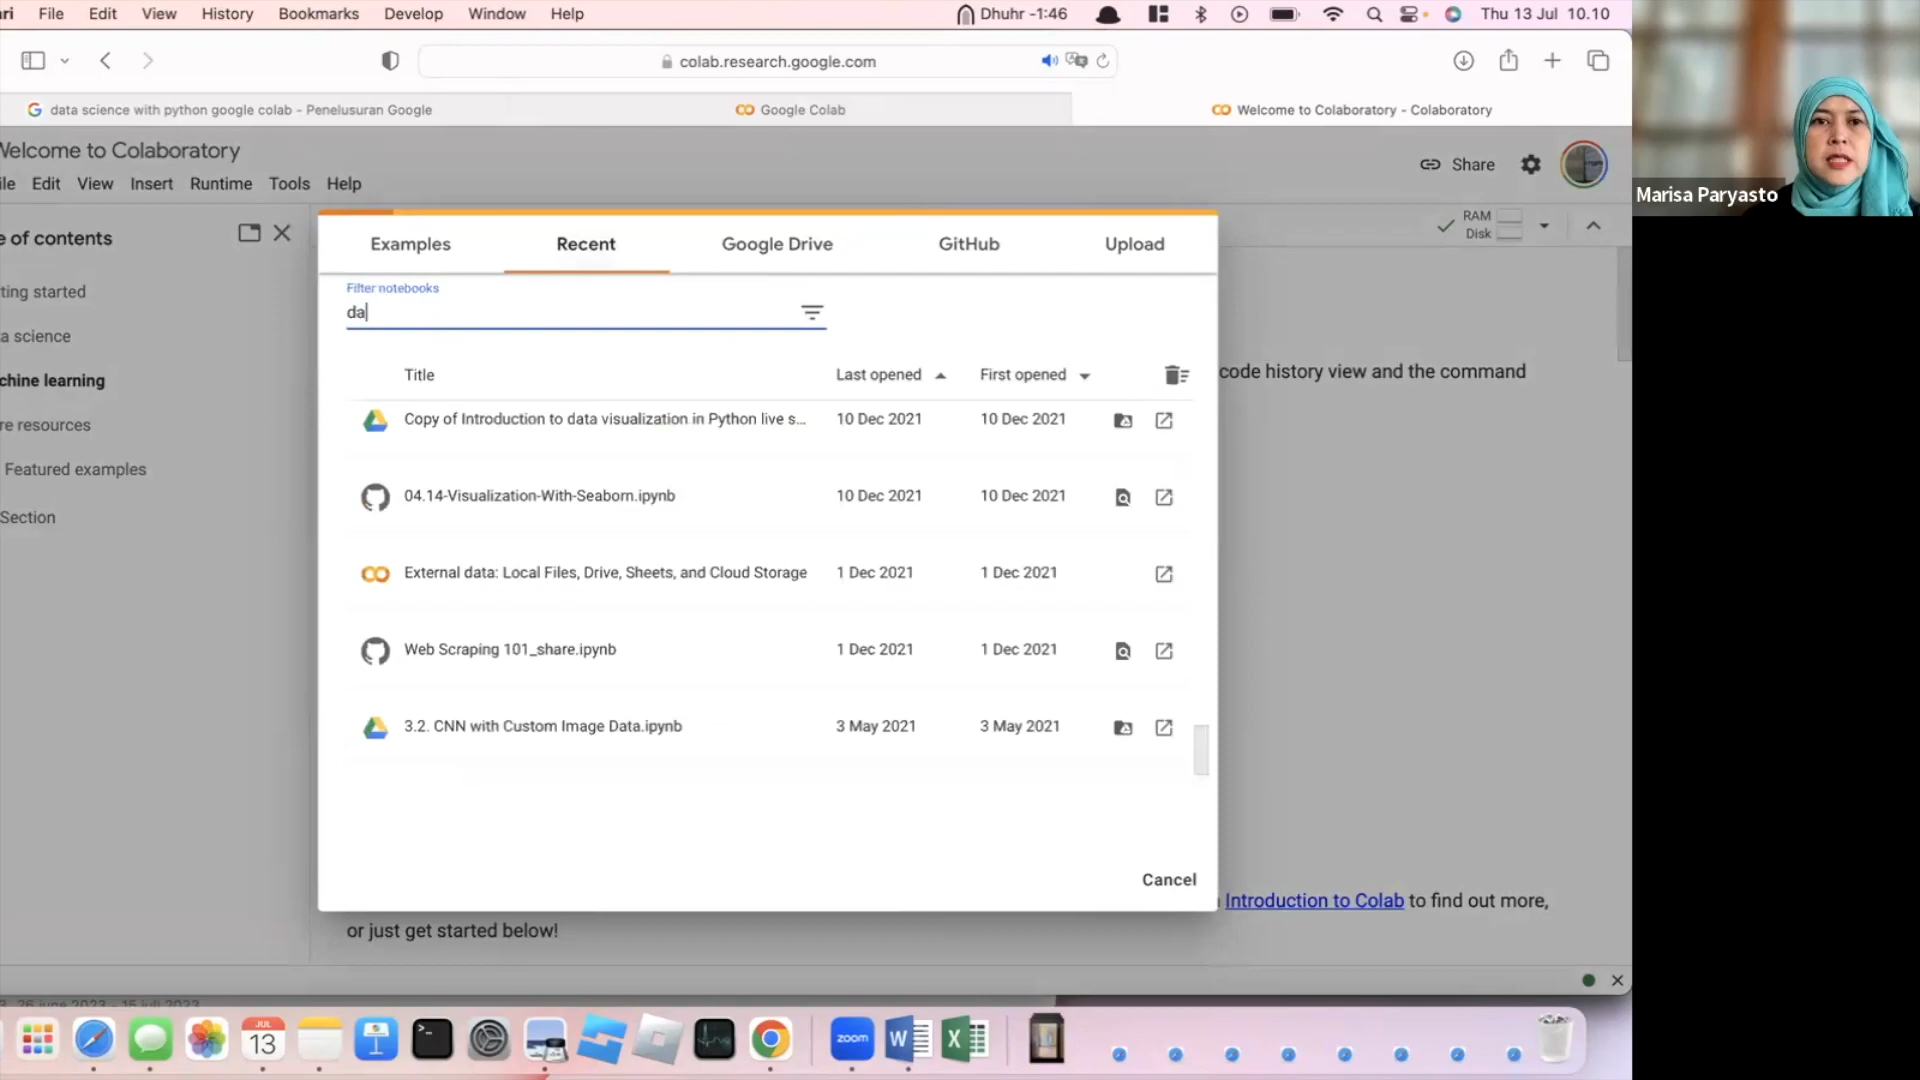 ri File Edit View History Bookmarks Develop Window Help Dhuhr -1:46 Thu 13 Jul 10.10
colab.research.google.com
data science with python google colab - Penelusuran Google Google Colab Welcome to Colaboratory - Colaboratory
Welcome to Colaboratory
Share
ile Edit View Insert Runtime Tools Help
Marisa Paryasto
RAM
Disk
e of contents
ting started
a science
chine learning
re resources
Featured examples
Section
Examples Recent Google Drive GitHub Upload
Filter notebooks
da
Title Last opened First opened
Copy of Introduction to data visualization in Python live s... 10 Dec 2021 10 Dec 2021
04.14-Visualization-With-Seaborn.ipynb 10 Dec 2021 10 Dec 2021
External data: Local Files, Drive, Sheets, and Cloud Storage 1 Dec 2021 1 Dec 2021
Web Scraping 101_share.ipynb 1 Dec 2021 1 Dec 2021
3.2. CNN with Custom Image Data.ipynb 3 May 2021 3 May 2021
Cancel
code history view and the command
Introduction to Colab to find out more,
or just get started below!
JUL
13
zoom
W
X